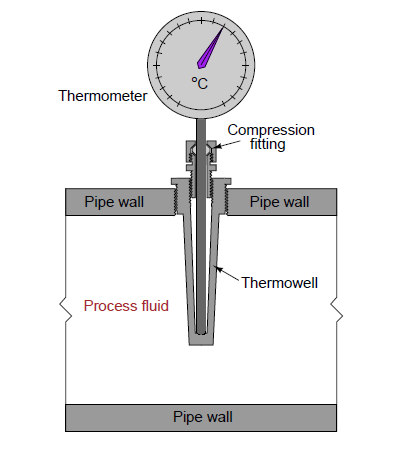 °C
Thermometer
Compression
fitting
Pipe wall
Pipe wall
Thermowell
Process fluid
Pipe wall